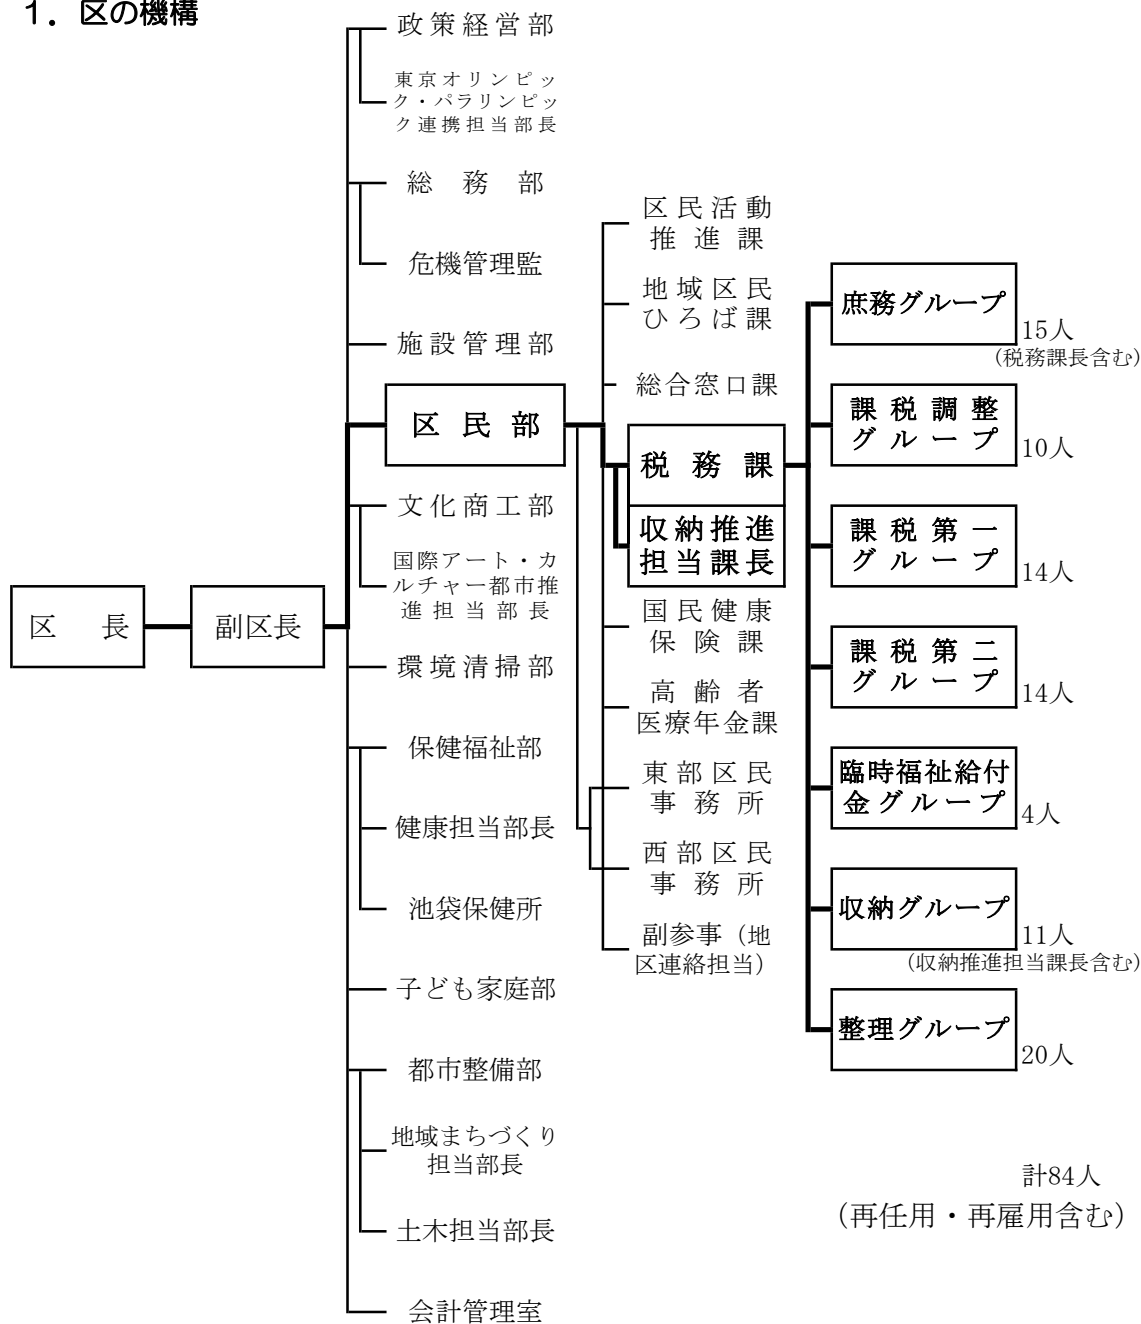 1．区の機構
政策経営部
東京オリンピッ
ク・パラリンピッ
ク連携担当部長
総務部
危機管理監
施設管理部
区民部
文化商工部
国際アート・カ
ルチャー都市推
進担当部長
区長
副区長
環境清掃部
保健福祉部
健康担当部長
池袋保健所
子ども家庭部
都市整備部
地域まちづくり
担当部長
土木担当部長
会計管理室
区民活動
推進課
地域区民
ひろば課
総合窓口課
税務課
収納推進
担当課長
国民健康
保険課
高齢者
医療年金課
東部区民
事務所
西部区民
事務所
副参事（地
区連絡担当）
庶務グループ
15人
(税務課長含む)
課税調整
グループ
10人
課税第一
グループ
14人
課税第二
グループ
14人
臨時福祉給付
金グループ
4人
収納グループ
11人
(収納推進担当課長含む)
整理グループ
20人
計84人
（再任用・再雇用含む）